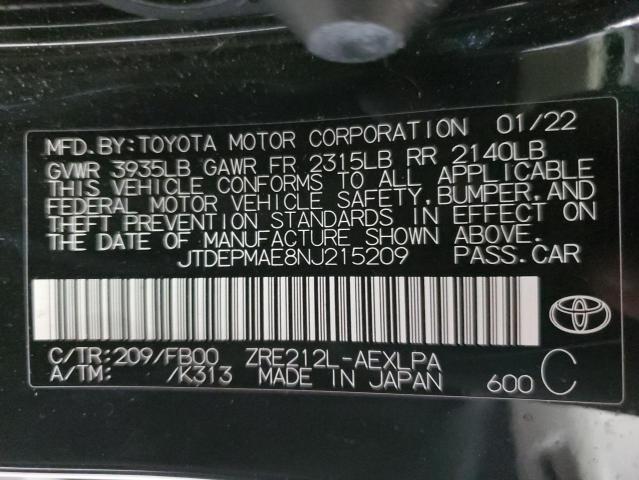 MFD. BY: TOYOTA MOTOR CORPORATION 01/22
GVWR 3935LB GAWR FR 2315LB RR 2140LB
THIS VEHICLE CONFORMS TO ALL APPLICABLE
FEDERAL MOTOR VEHICLE SAFETY, BUMPER, AND
THEFT PREVENTION STANDARDS IN EFFECT ON
THE DATE OF MANUFACTURE SHOWN ABOVE.
JTDEPMAE8NJ215209 PASS. CAR
C/TR: 209/FB00 ZRE212L-AEXLPA
A/TM: /K313 MADE IN JAPAN 600 C